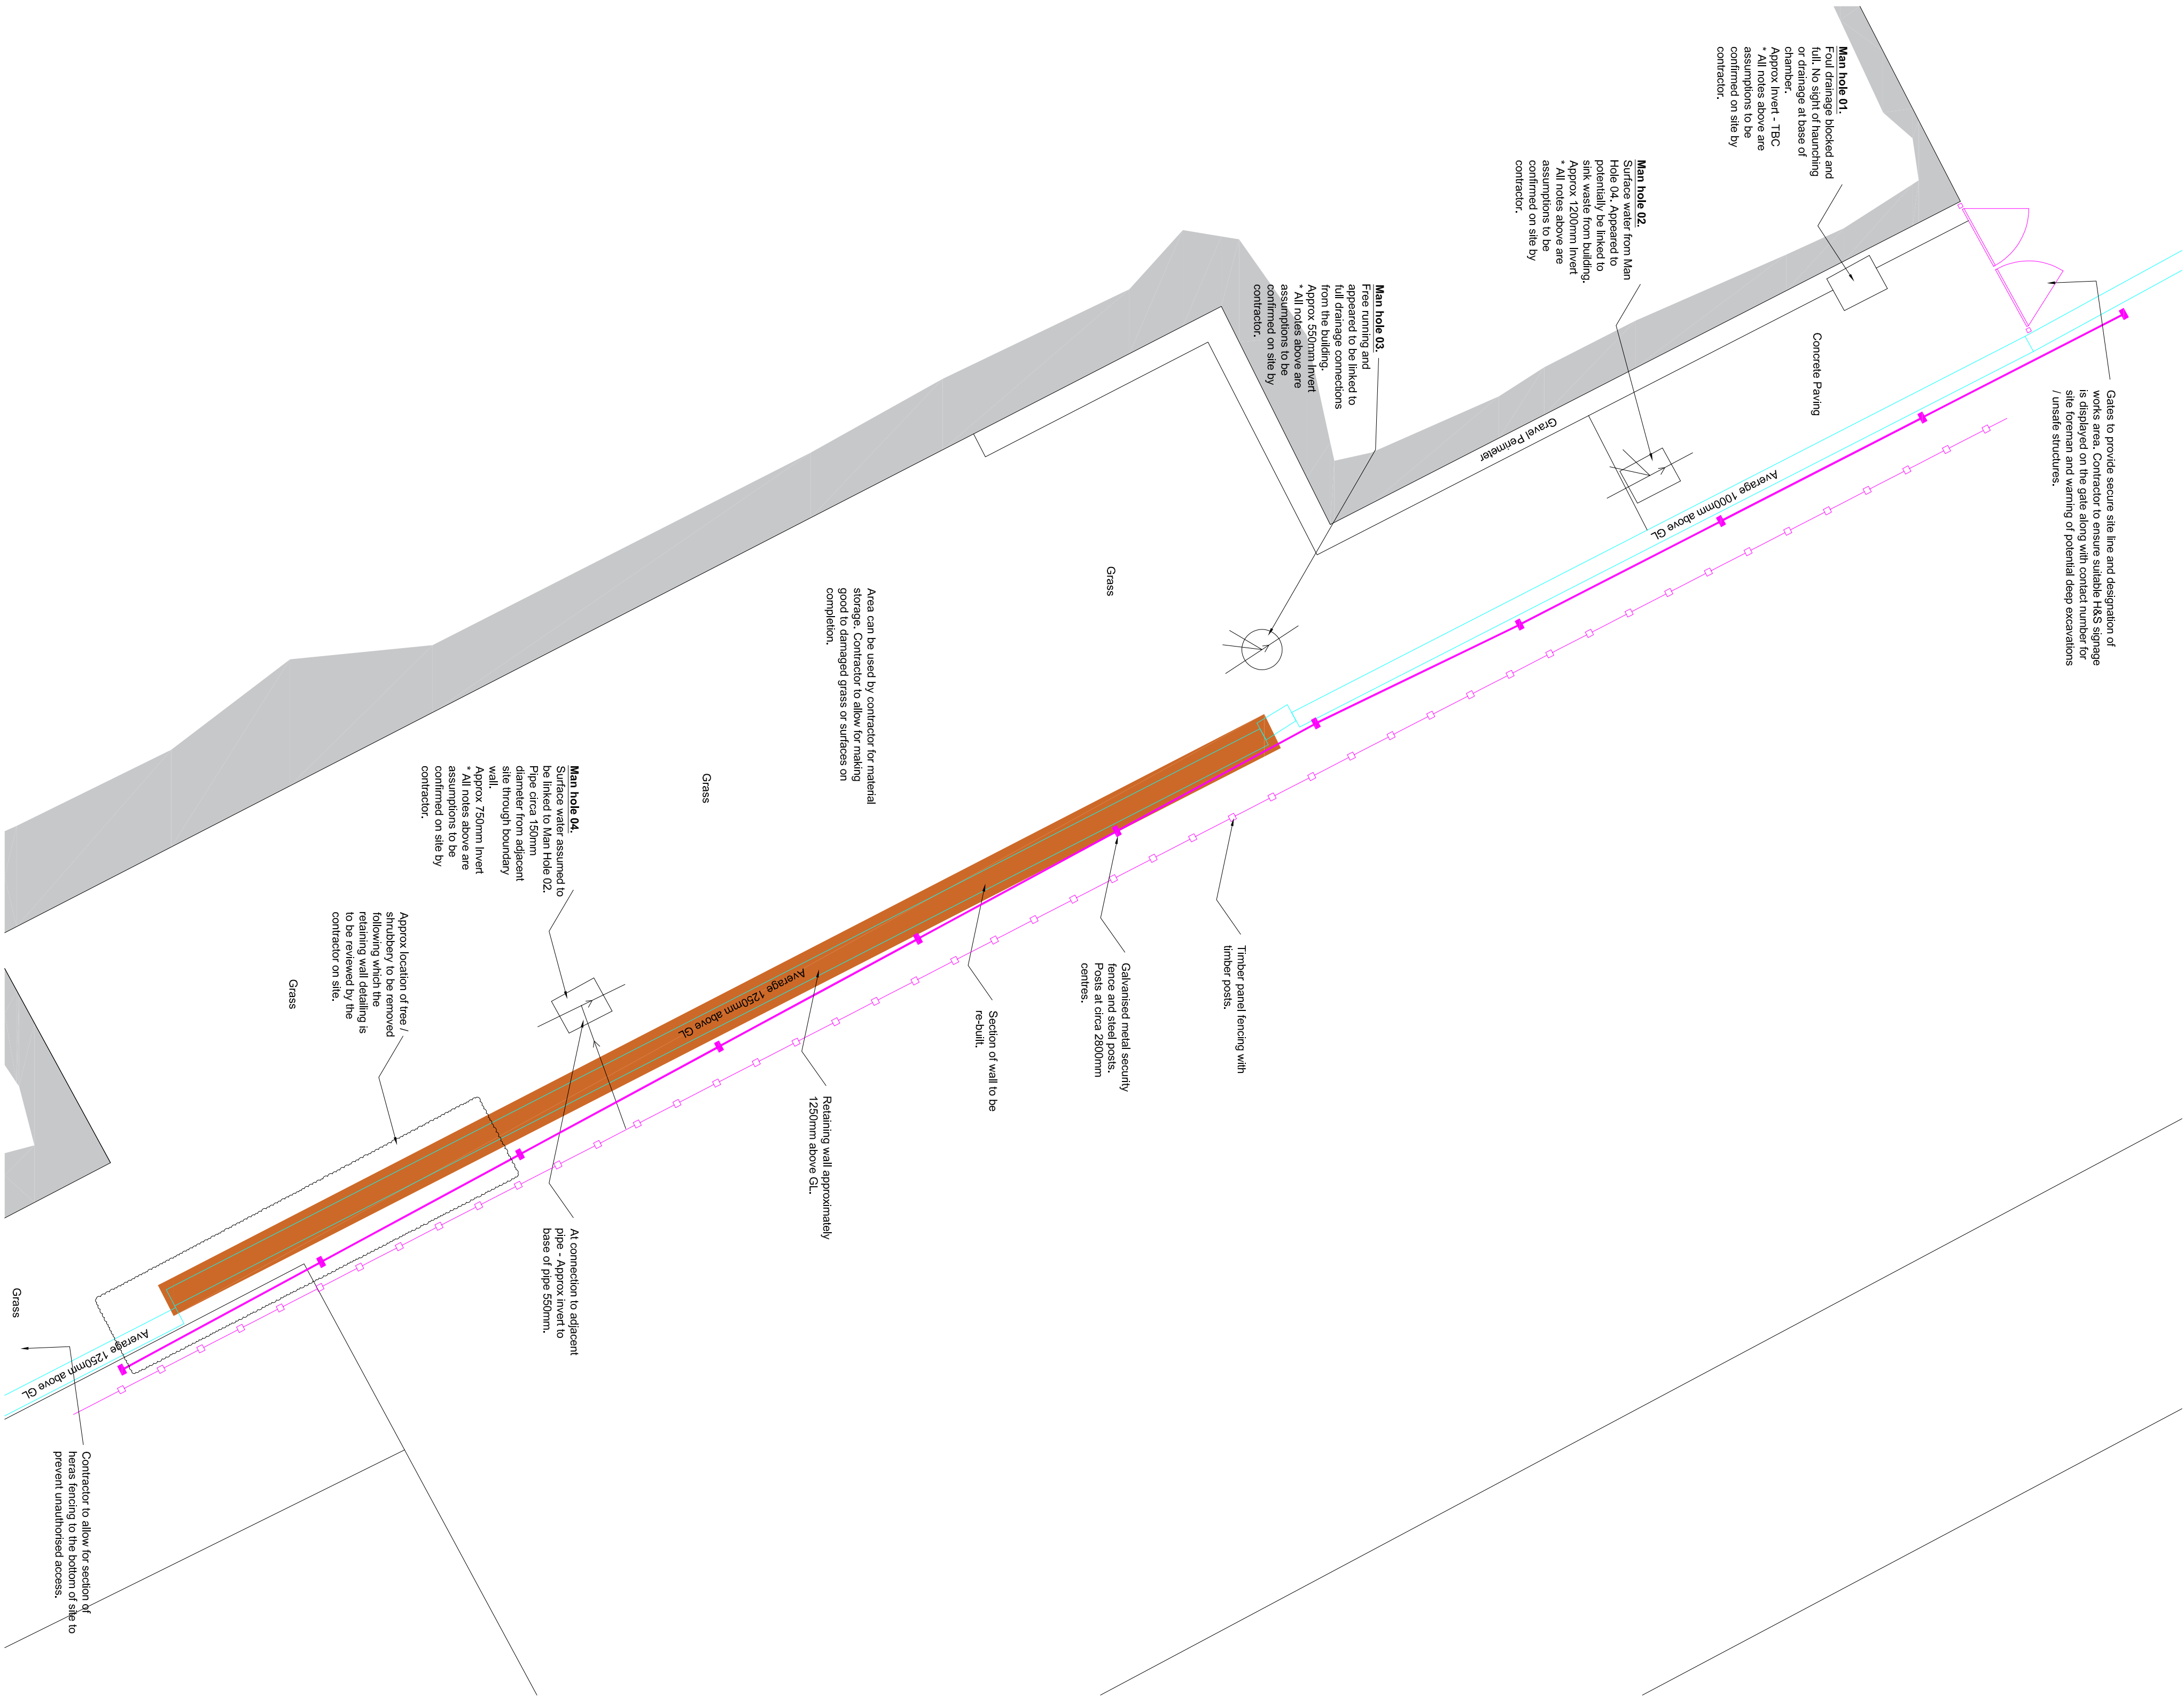 Man hole 01.
Foul drainage blocked and
full. No sight of haunching
or drainage at base of
chamber.
Approx Invert - TBC
* All notes above are
assumptions to be
confirmed on site by
contractor.
Man hole 02.
Surface water from Man
Hole 04. Appeared to
potentially be linked to
sink waste from building.
Approx 1200mm Invert
* All notes above are
assumptions to be
confirmed on site by
contractor.
Man hole 03.
Free running and
appeared to be linked to
full drainage connections
from the building.
Approx 550mm Invert
* All notes above are
assumptions to be
confirmed on site by
contractor.
Gates to provide secure site line and designation of
works area. Contractor to ensure suitable H&S signage
is displayed on the gate along with contact number for
site foreman and warning of potential deep excavations
/ unsafe structures.
Concrete Paving
Gravel Perimeter
Average 1000mm above GL
Grass
Area can be used by contractor for material
storage. Contractor to allow for making
good to damaged grass or surfaces on
completion.
Grass
Man hole 04.
Surface water assumed to
be linked to Man Hole 02.
Pipe circa 150mm
diameter from adjacent
site through boundary
wall.
Approx 750mm Invert
* All notes above are
assumptions to be
confirmed on site by
contractor.
Timber panel fencing with
timber posts.
Galvanised metal security
fence and steel posts.
Posts at circa 2800mm
centres.
Section of wall to be
re-built.
Average 1250mm above GL
Retaining wall approximately
1250mm above GL.
Approx location of tree /
shrubbery to be removed
following which the
retaining wall detailing is
to be reviewed by the
contractor on site.
Grass
At connection to adjacent
pipe - Approx invert to
base of pipe 550mm.
Grass
Average 1250mm above GL
Contractor to allow for section of
heras fencing to the bottom of site to
prevent unauthorised access.